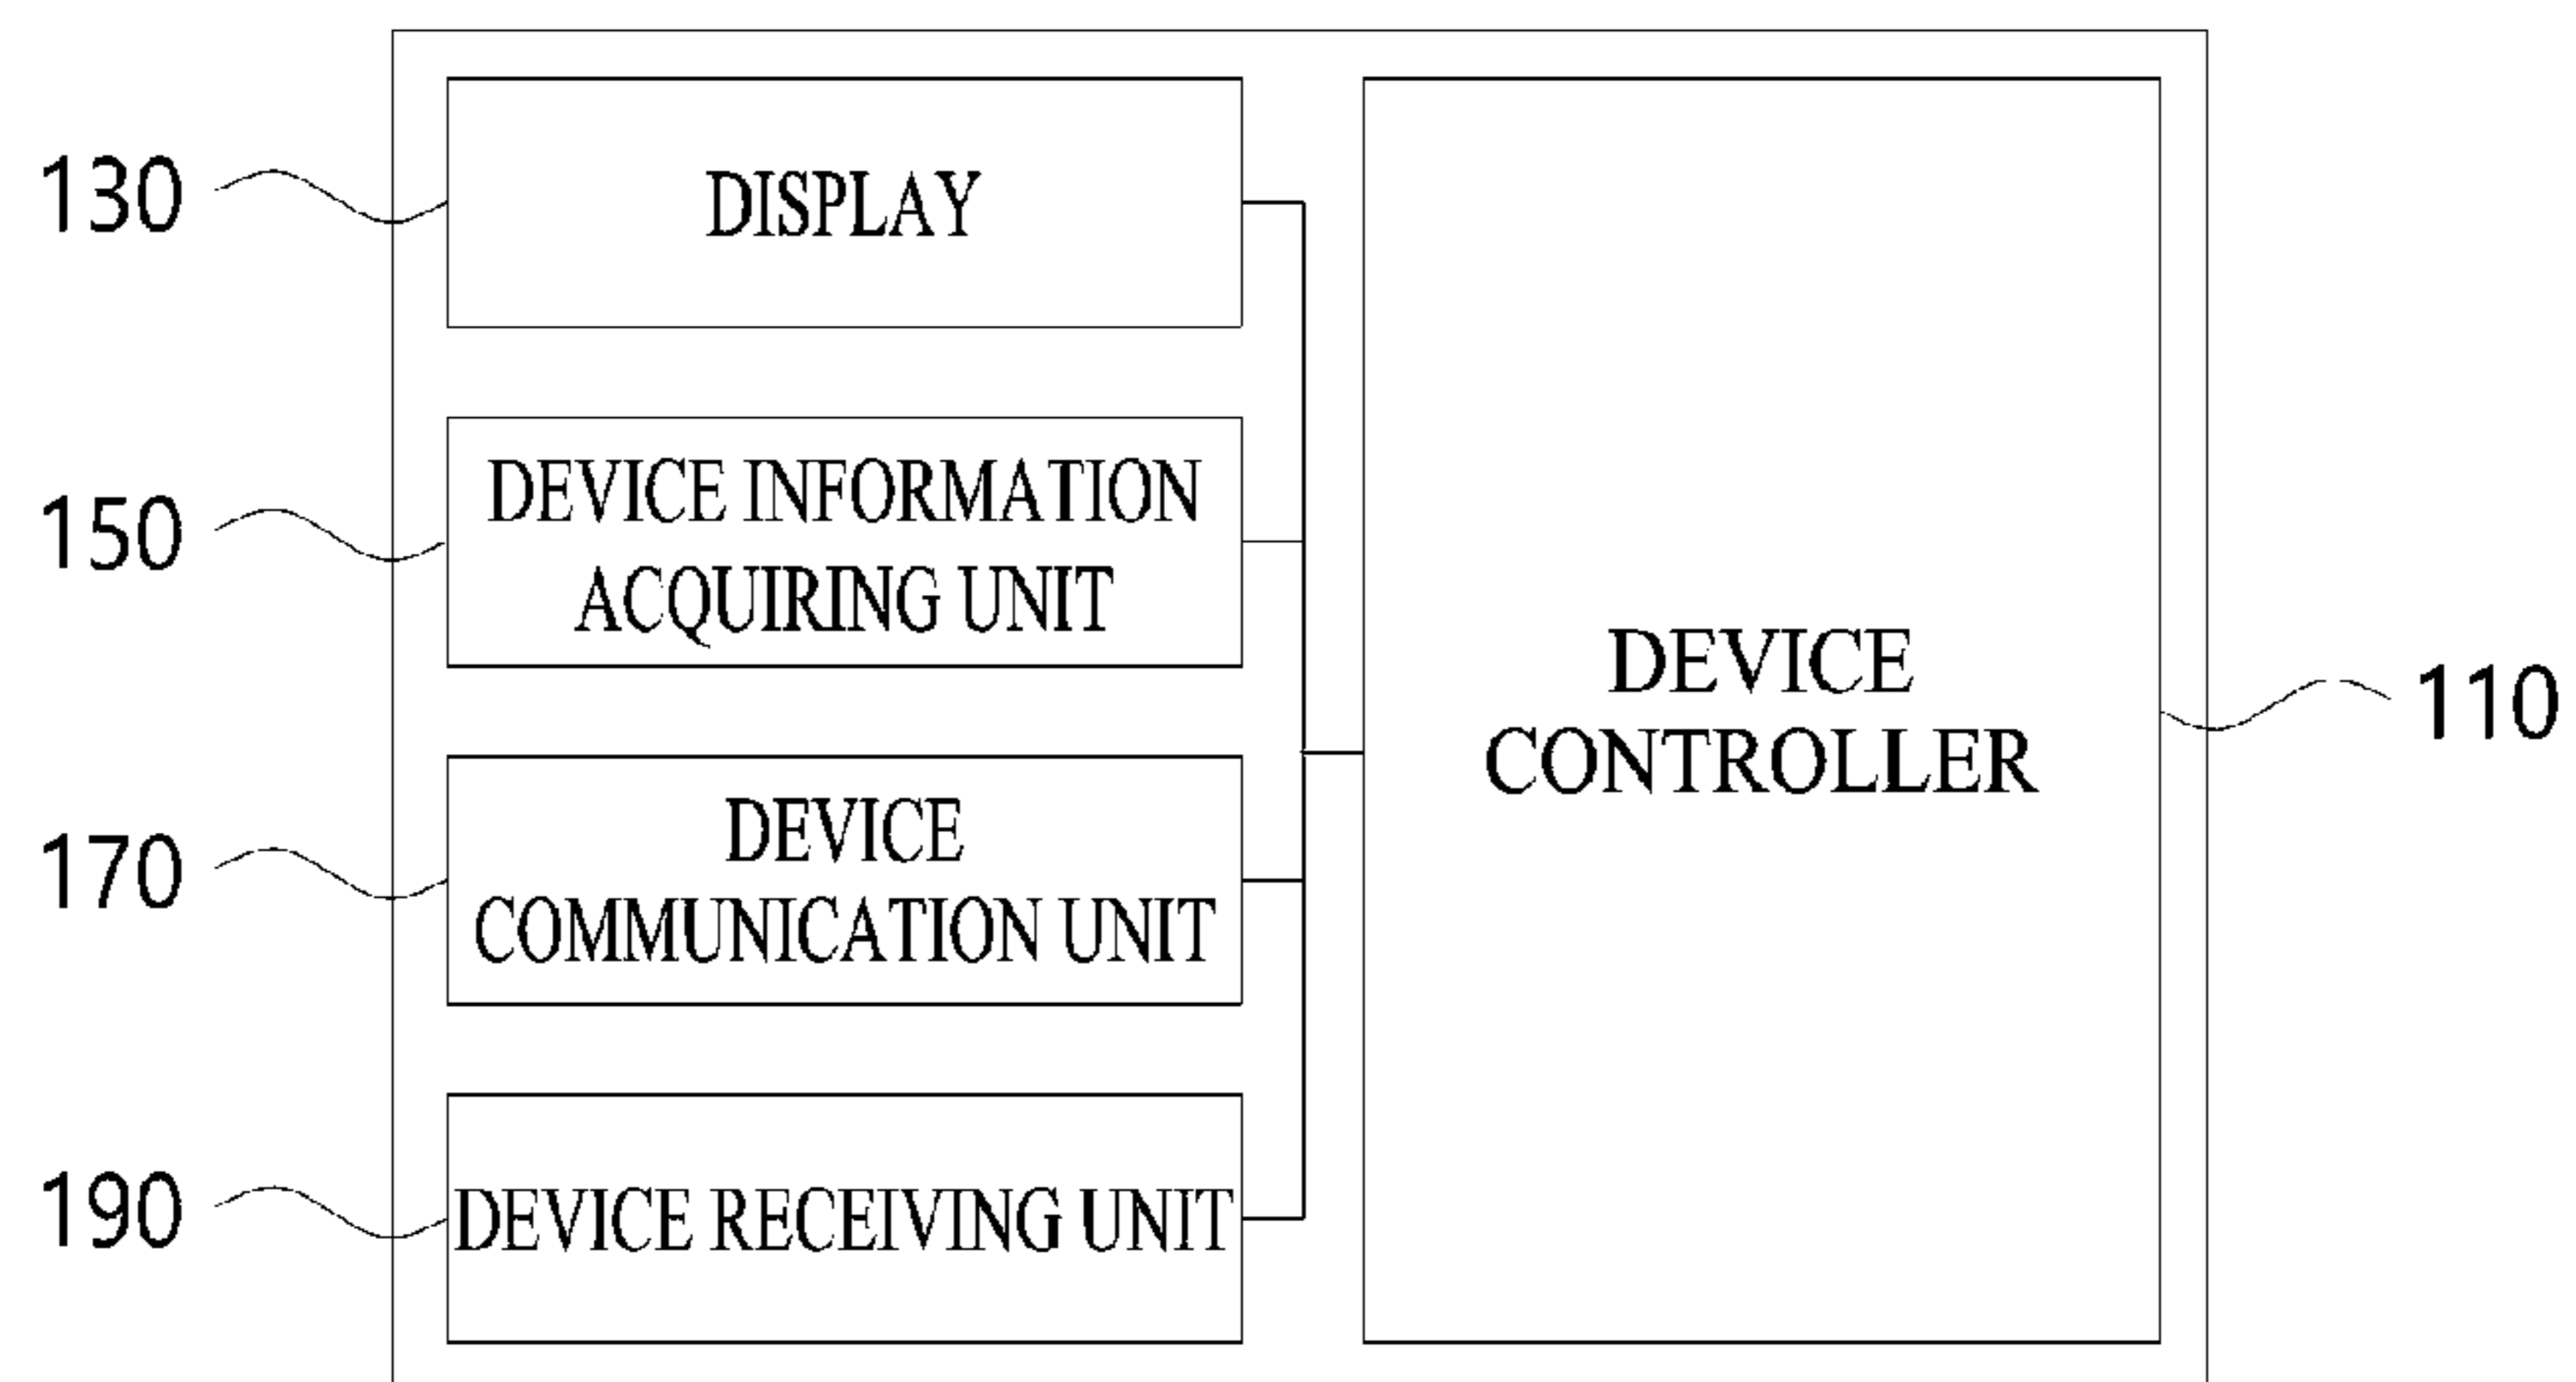 130
DISPLAY
150
DEVICE INFORMATION
ACQUIRING UNIT
170
DEVICE
COMMUNICATION UNIT
190
DEVICE RECEIVING UNIT
DEVICE
CONTROLLER
110